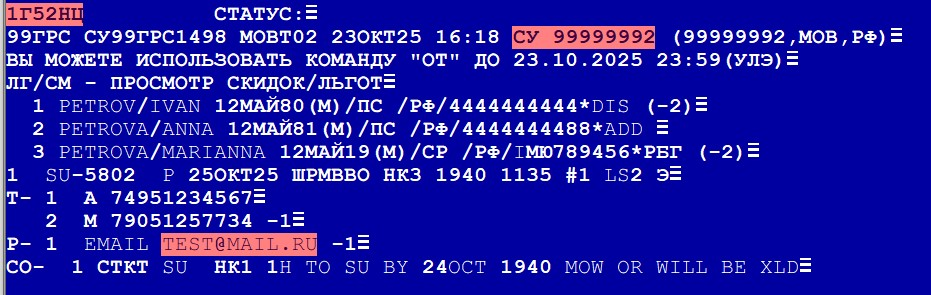 1Г52НЦ СТАТУС:
99ГРС СУ99ГРС1498 МОВТ02 23ОКТ25 16:18 СУ 99999992 (99999992,МОВ,РФ)
ВЫ МОЖЕТЕ ИСПОЛЬЗОВАТЬ КОМАНДУ "ОТ" ДО 23.10.2025 23:59(УЛЭ)
ЛГ/СМ - ПРОСМОТР СКИДОК/ЛЬГОТ
1 PETROV/IVAN 12МАЙ80(М)/ПС /РФ/4444444444*DIS (-2)
2 PETROVA/ANNA 12МАЙ81(М)/ПС /РФ/4444444488*ADD
3 PETROVA/MARIANNA 12МАЙ19(М)/СР /РФ/IМЮ789456*РБГ (-2)
1 SU-5802 P 25ОКТ25 ШРМВВО НК3 1940 1135 #1 LS2 Э
Т- 1 А 74951234567
2 М 79051257734 -1
Р- 1 EMAIL TEST@MAIL.RU -1
СО- 1 СТКТ SU НК1 1H TO SU BY 24OCT 1940 MOW OR WILL BE XLD